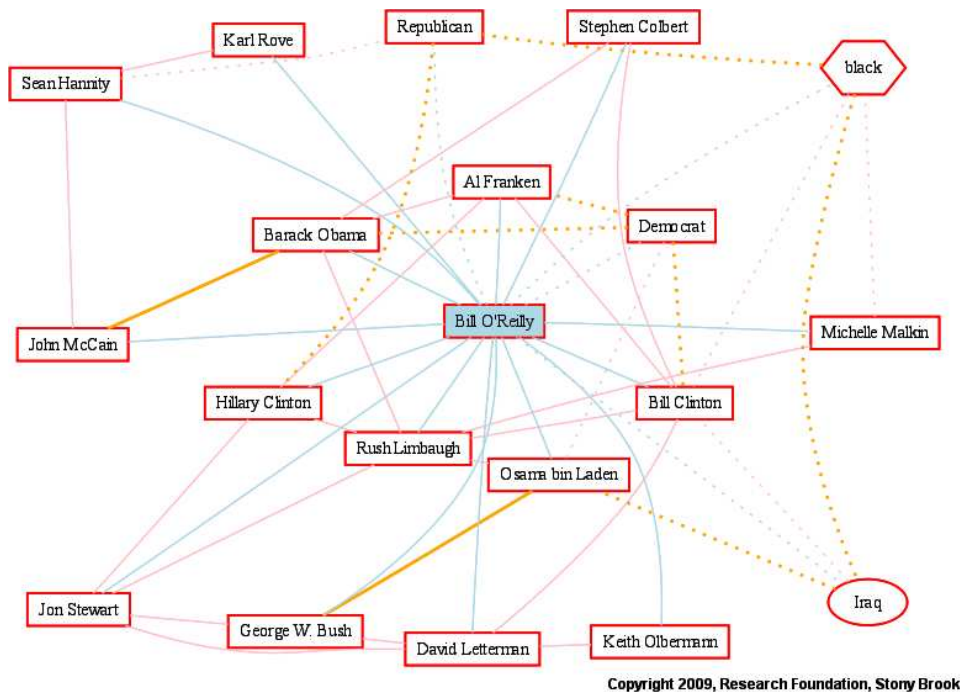 Republican
Stephen Colbert
Karl Rove
black
Sean Hannity
Al Franken
Democrat
Barack Obama
Bill O'Reilly
Michelle Malkin
John McCain
Hillary Clinton
Bill Clinton
Rush Limbaugh
Osama bin Laden
Iraq
Jon Stewart
George W. Bush
Keith Olbermann
David Letterman
Copyright 2009, Research Foundation, Stony Brook